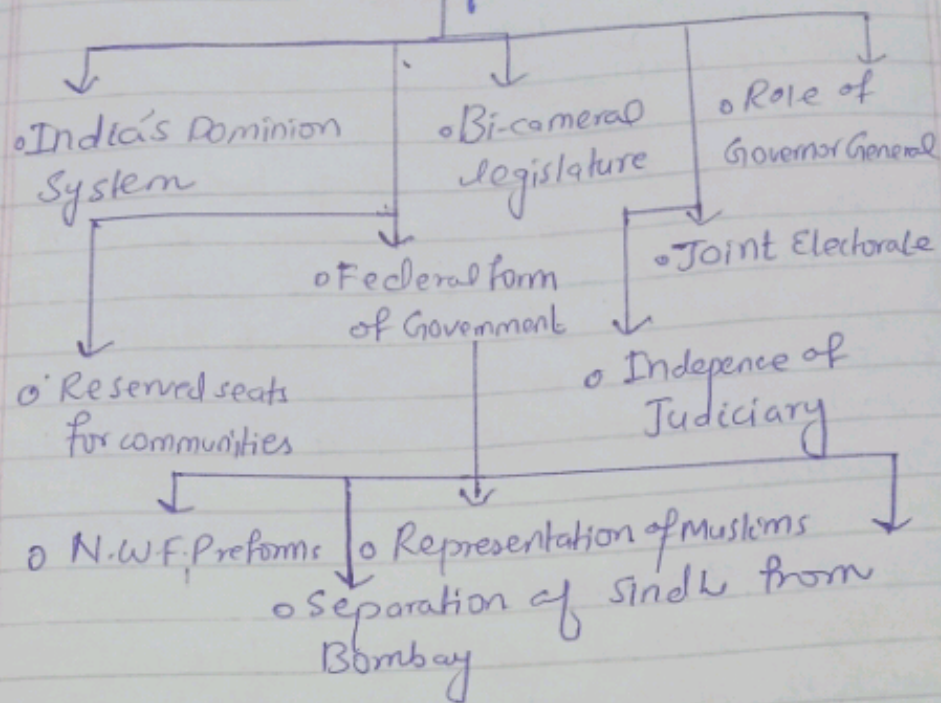 o India's Dominion
System
o Bi-cameral
legislature
o Role of
Governor General
o Federal form
of Government
o Joint Electorate
o Reserved seats
for communities
o Indepence of
Judiciary
o N.W.F.P reforms
o Representation of Muslims
o Separation of Sindh from
Bombay